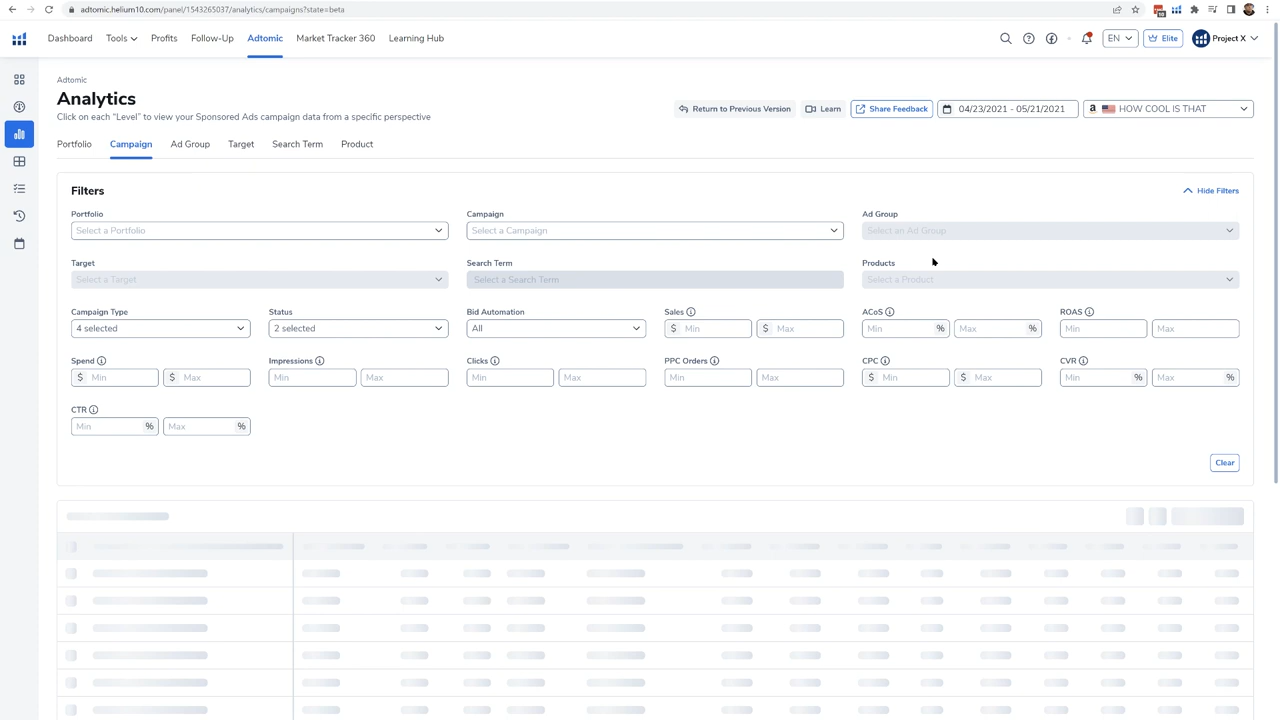 adtomic.helium10.com/panel/1543265037/analytics/campaigns?state=beta
Dashboard Tools Profits Follow-Up Adtomic Market Tracker 360 Learning Hub EN Elite Project X
Adtomic
Analytics
Click on each "Level" to view your Sponsored Ads campaign data from a specific perspective
Return to Previous Version Learn Share Feedback 04/23/2021 - 05/21/2021 a HOW COOL IS THAT
Portfolio Campaign Ad Group Target Search Term Product
Filters Hide Filters
Portfolio Campaign Ad Group
Select a Portfolio Select a Campaign Select an Ad Group
Target Search Term Products
Select a Target Select a Search Term Select a Product
Campaign Type Status Bid Automation Sales ACoS ROAS
4 selected 2 selected All $ Min $ Max Min % Max % Min Max
Spend Impressions Clicks PPC Orders CPC CVR
$ Min $ Max Min Max Min Max Min Max $ Min $ Max Min % Max %
CTR
Min % Max %
Clear